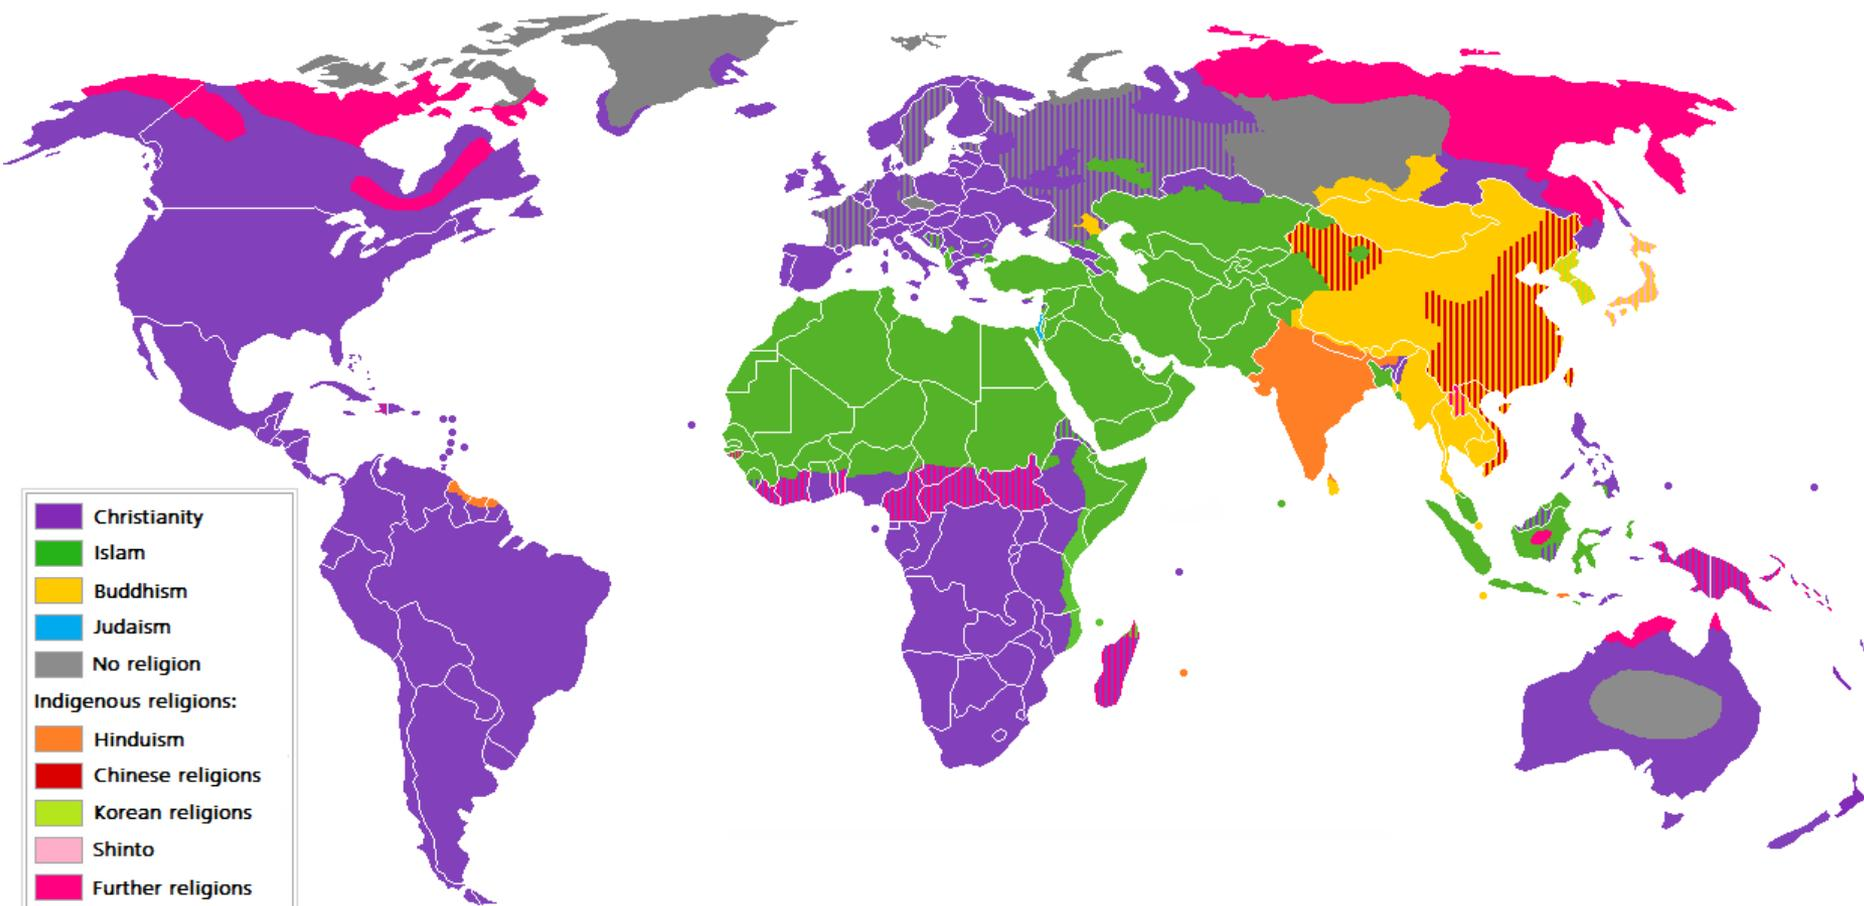 Christianity
Islam
Buddhism
Judaism
No religion
Indigenous religions:
Hinduism
Chinese religions
Korean religions
Shinto
Further religions